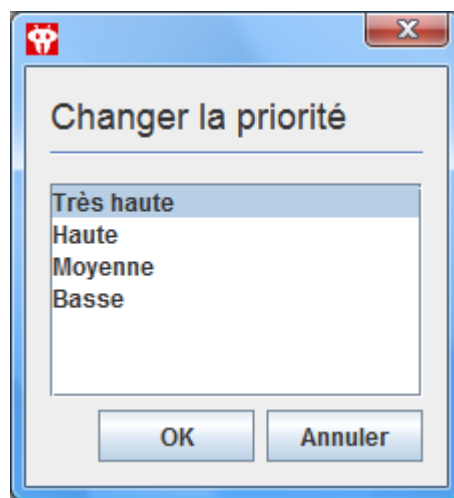 Changer la priorité
Très haute
Haute
Moyenne
Basse
OK Annuler